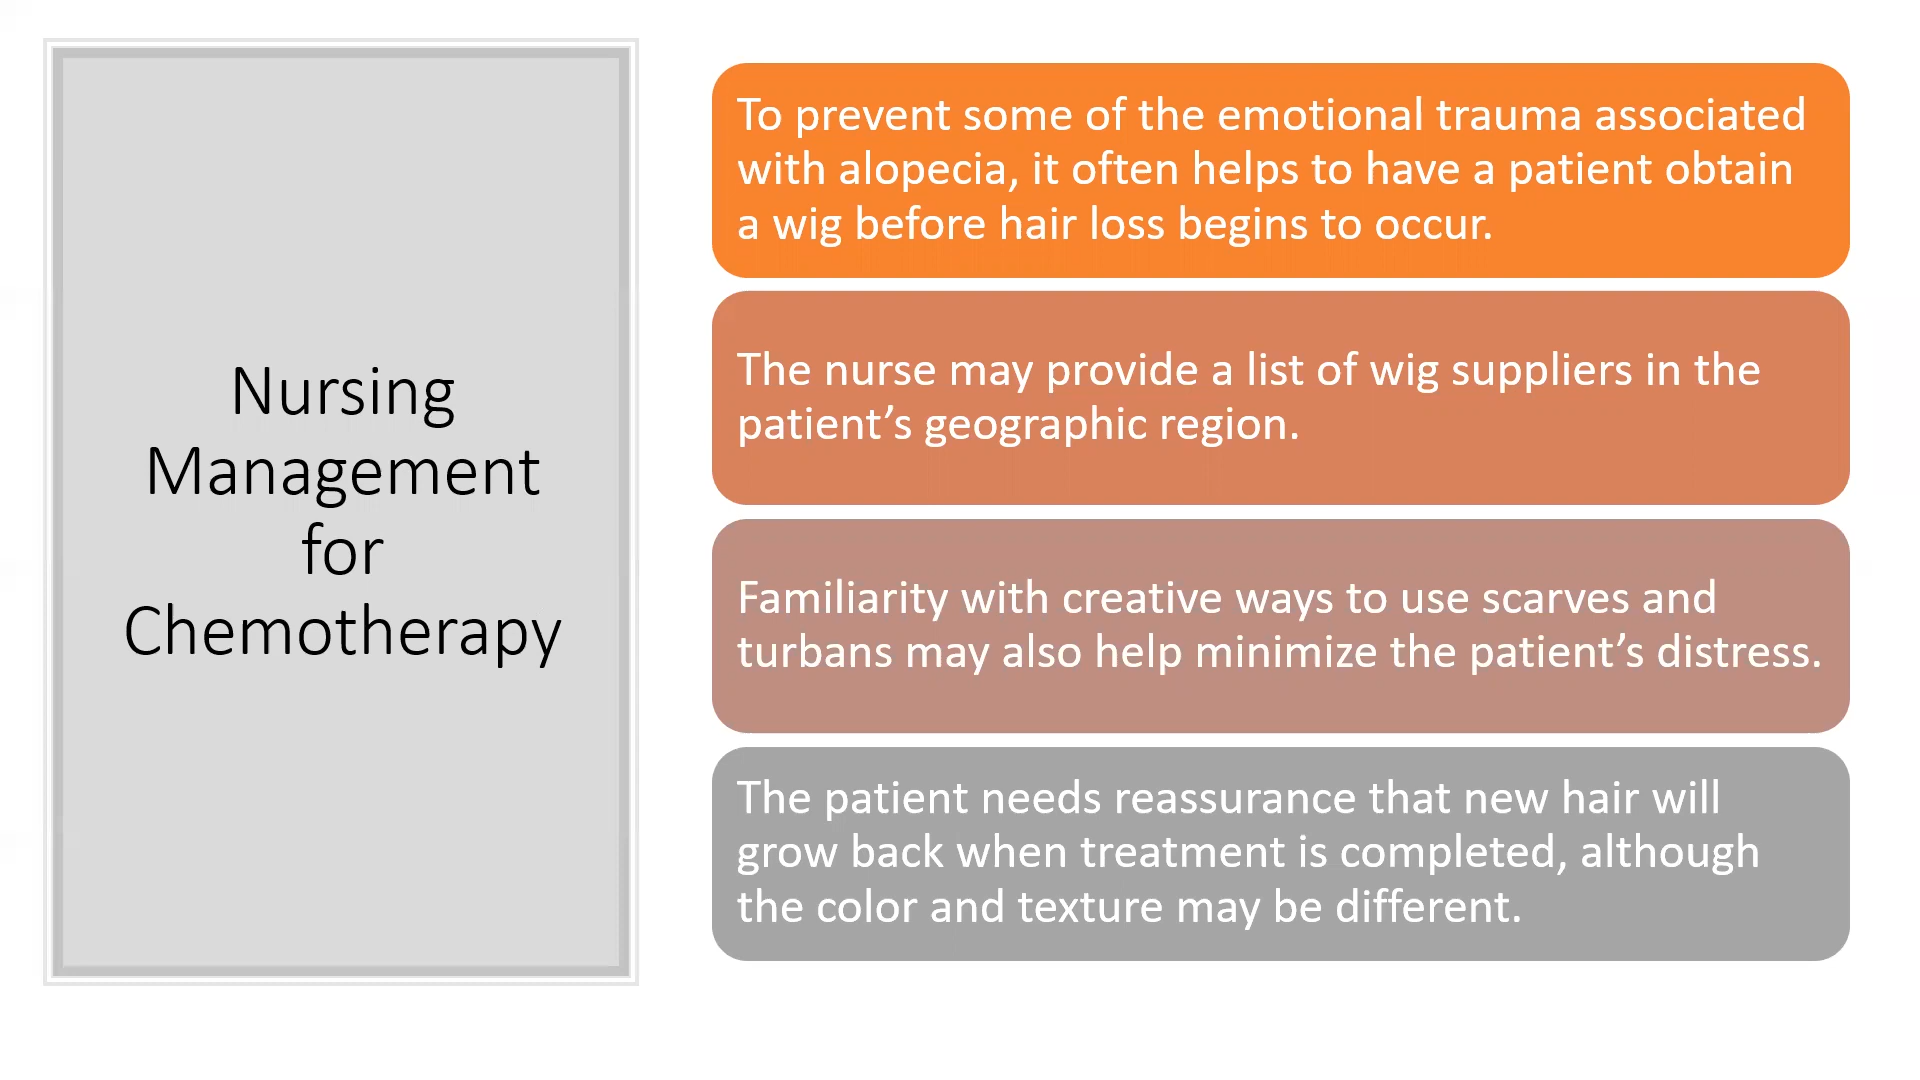 Nursing
Management
for
Chemotherapy
To prevent some of the emotional trauma associated
with alopecia, it often helps to have a patient obtain
a wig before hair loss begins to occur.
The nurse may provide a list of wig suppliers in the
patient’s geographic region.
Familiarity with creative ways to use scarves and
turbans may also help minimize the patient’s distress.
The patient needs reassurance that new hair will
grow back when treatment is completed, although
the color and texture may be different.